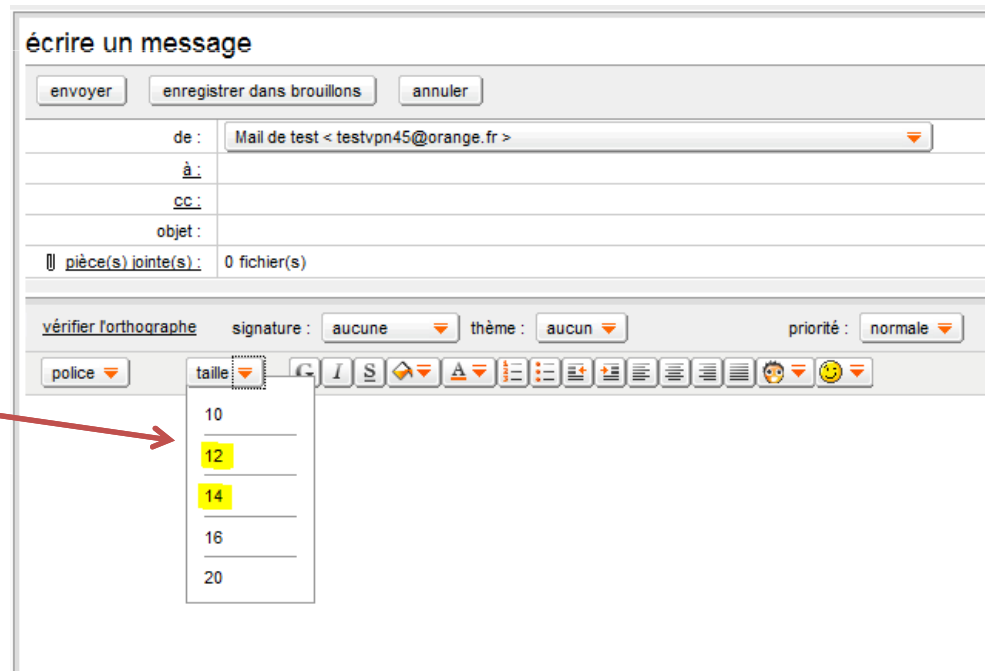 écrire un message
envoyer enregistrer dans brouillons annuler
de : Mail de test < testvpn45@orange.fr >
à :
cc :
objet :
pièce(s) jointe(s) : 0 fichier(s)
vérifier l'orthographe signature : aucune thème : aucun priorité : normale
police taille G I S A
10
12
14
16
20